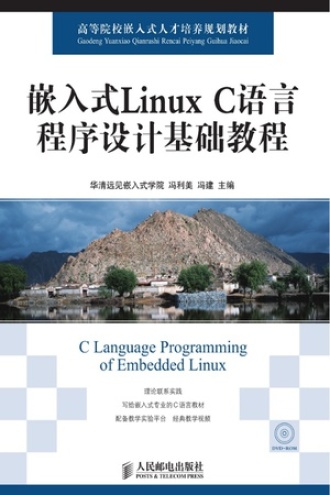 高等院校嵌入式人才培养规划教材
Gaodeng Yuanxiao Qianrushi Rencai Peiyang Guihua Jiaocai
嵌入式Linux C语言
程序设计基础教程
华清远见嵌入式学院 冯利美 冯建 主编
C Language Programming
of Embedded Linux
理论联系实践
写给嵌入式专业的C语言教材
配备教学实验平台 经典教学视频
人民邮电出版社
POSTS & TELECOM PRESS